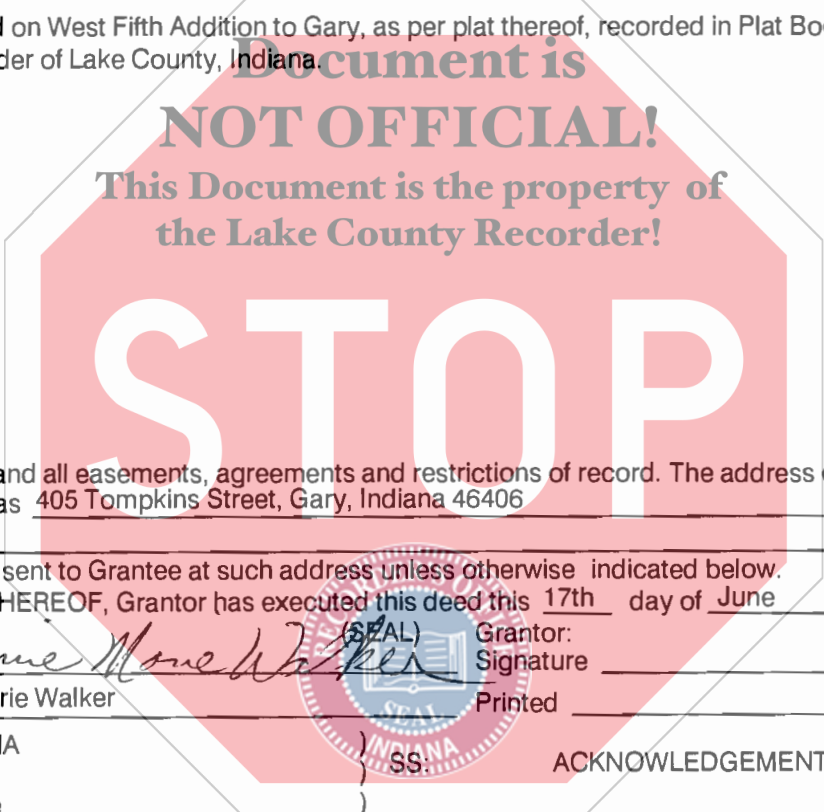 on West Fifth Addition to Gary, as per plat thereof, recorded in Plat
of Lake County, Indiana.
Document is
NOT OFFICIAL!
This Document is the property of
the Lake County Recorder!
STOP
and all easements, agreements and restrictions of record. The address
as 405 Tompkins Street, Gary, Indiana 46406
sent to Grantee at such address unless otherwise indicated below.
HEREOF, Grantor has executed this deed this 17th day of June
(SEAL) Grantor:
Walker Signature
rie Walker Printed
SEAL
INDIANA
SS: ACKNOWLEDGEMENT